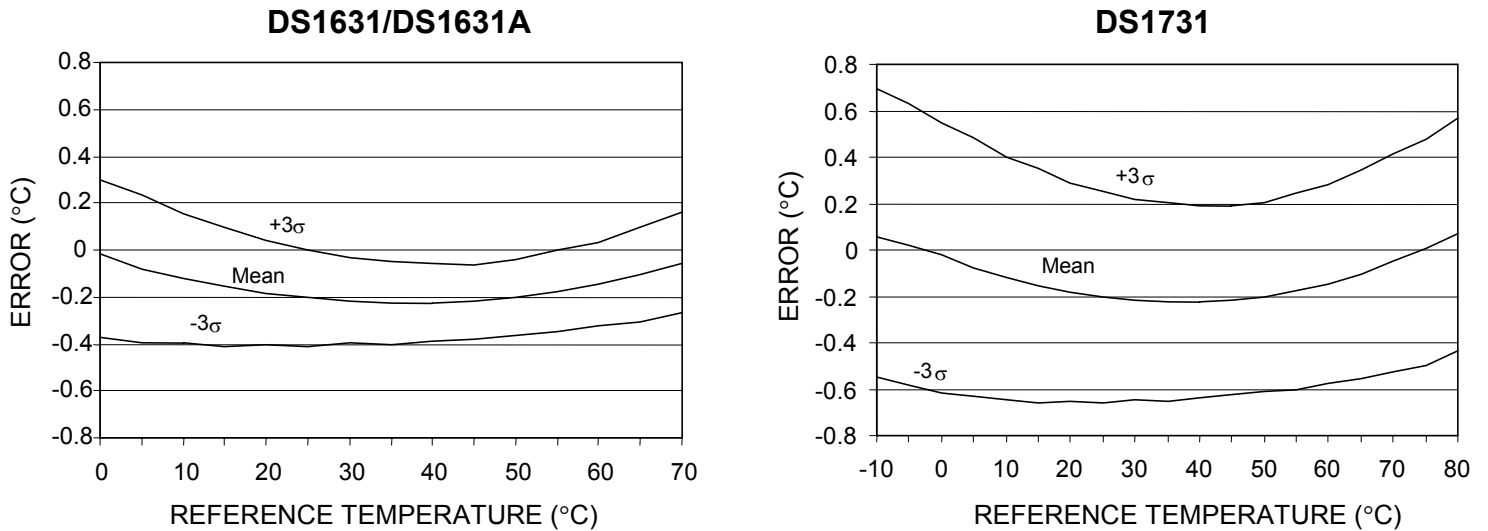 DS1631/DS1631A
0.8
0.6
0.4
0.2
0
-0.2
-0.4
-0.6
-0.8
ERROR (°C)
+3σ
Mean
-3σ
0 10 20 30 40 50 60 70
REFERENCE TEMPERATURE (°C)
DS1731
0.8
0.6
0.4
0.2
0
-0.2
-0.4
-0.6
-0.8
ERROR (°C)
+3σ
Mean
-3σ
-10 0 10 20 30 40 50 60 70 80
REFERENCE TEMPERATURE (°C)